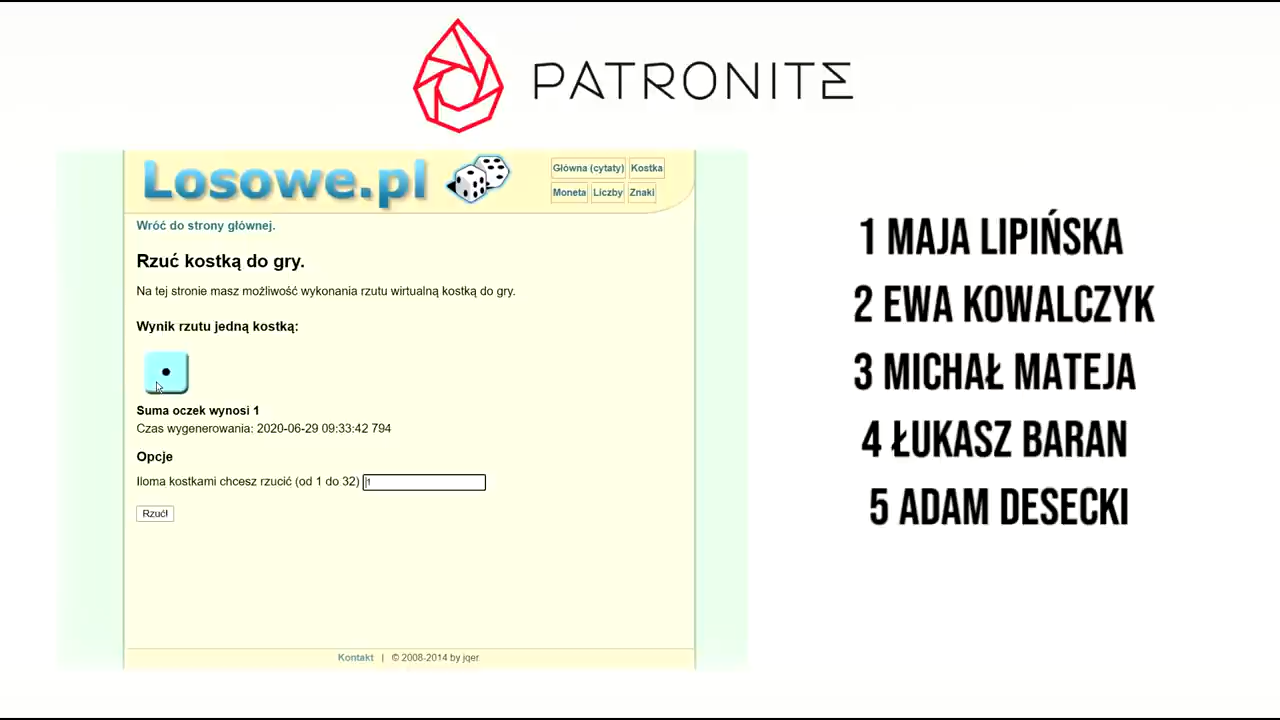 PATRONITE
Losowe.pl
Główna (cytaty) Kostka
Moneta Liczby Znaki
Wróć do strony głównej.
Rzuć kostką do gry.
Na tej stronie masz możliwość wykonania rzutu wirtualną kostką do gry.
Wynik rzutu jedną kostką:
Suma oczek wynosi 1
Czas wygenerowania: 2020-06-29 09:33:42 794
Opcje
Iloma kostkami chcesz rzucić (od 1 do 32) 1
Rzuć!
Kontakt | © 2008-2014 by jqer
1 MAJA LIPIŃSKA
2 EWA KOWALCZYK
3 MICHAŁ MATEJA
4 ŁUKASZ BARAN
5 ADAM DESECKI